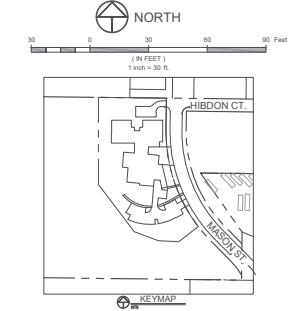 NORTH
30 0 30 60 90 Feet
( IN FEET )
1 inch = 30 ft.
HIBDON CT.
MASON ST.
KEYMAP
NTS